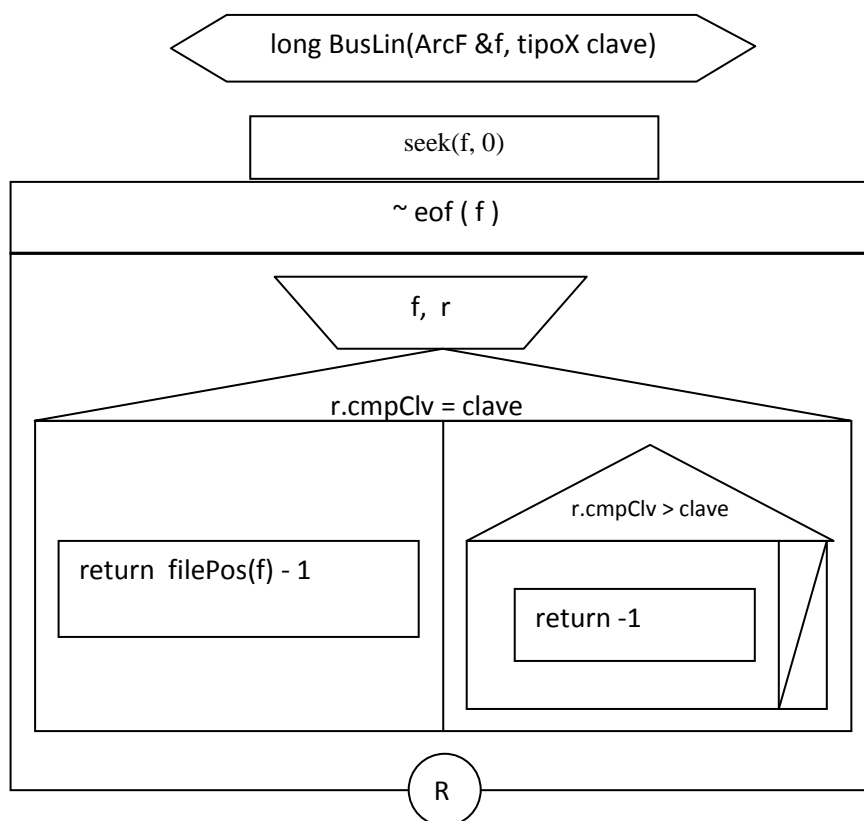 long BusLin(ArcF &f, tipoX clave)
seek(f, 0)
~ eof ( f )
f, r
r.cmpClv = clave
r.cmpClv > clave
return filePos(f) - 1
return -1
R